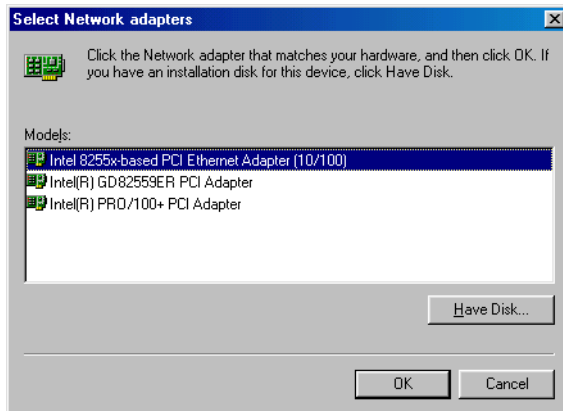 Select Network adapters
Click the Network adapter that matches your hardware, and then click OK. If
you have an installation disk for this device, click Have Disk.
Models:
Intel 8255x-based PCI Ethernet Adapter (10/100)
Intel(R) GD82559ER PCI Adapter
Intel(R) PRO/100+ PCI Adapter
Have Disk...
OK Cancel